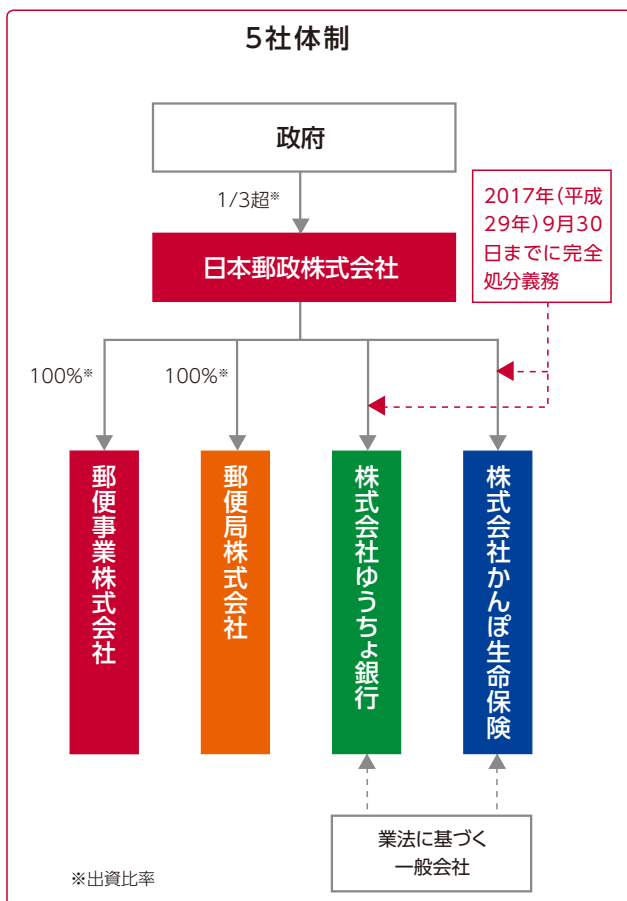 5社体制
政府
1/3超※
2017年(平成
29年)9月30
日までに完全
処分義務
日本郵政株式会社
100%※
100%※
郵便事業株式会社
郵便局株式会社
株式会社ゆうちょ銀行
株式会社かんぽ生命保険
業法に基づく
一般会社
※出資比率